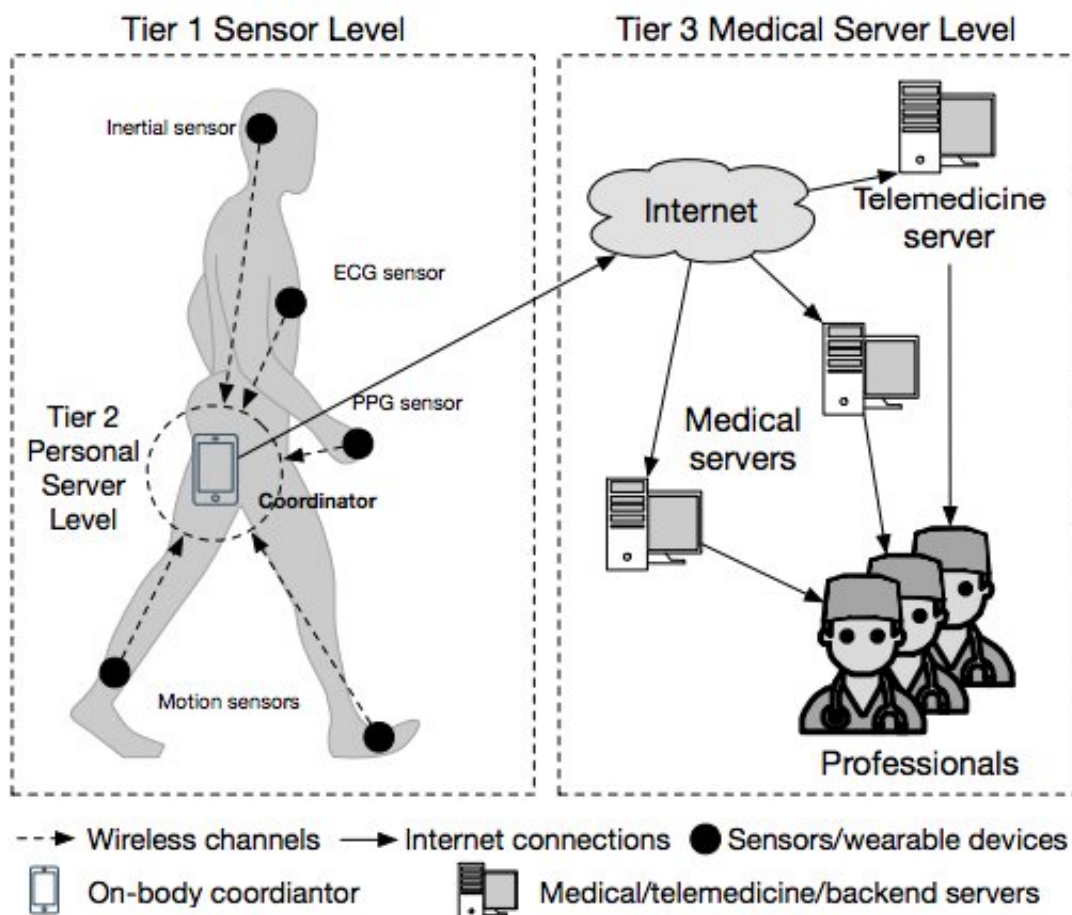 Tier 1 Sensor Level
Tier 3 Medical Server Level
Inertial sensor
ECG sensor
PPG sensor
Tier 2
Personal
Server
Level
Coordinator
Motion sensors
Internet
Telemedicine
server
Medical
servers
Professionals
Wireless channels
Internet connections
Sensors/wearable devices
On-body coordiantor
Medical/telemedicine/backend servers